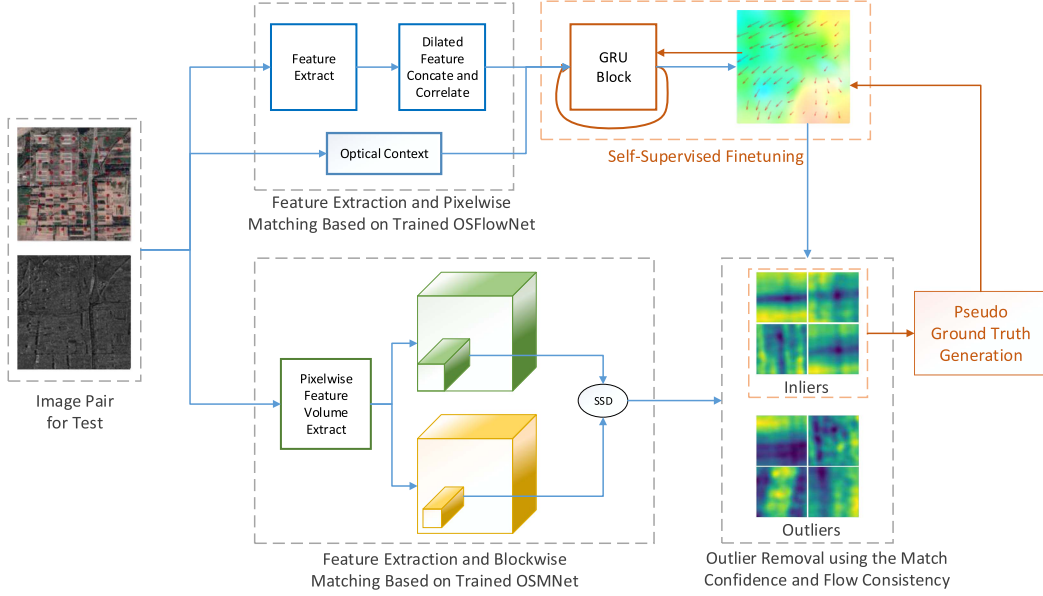 Feature
Extract
Dilated
Feature
Concate and
Correlate
GRU
Block
Optical Context
Self-Supervised Finetuning
Feature Extraction and Pixelwise
Matching Based on Trained OSFlowNet
Image Pair
for Test
Pixelwise
Feature
Volume
Extract
SSD
Feature Extraction and Blockwise
Matching Based on Trained OSMNet
Inliers
Outliers
Outlier Removal using the Match
Confidence and Flow Consistency
Pseudo
Ground Truth
Generation